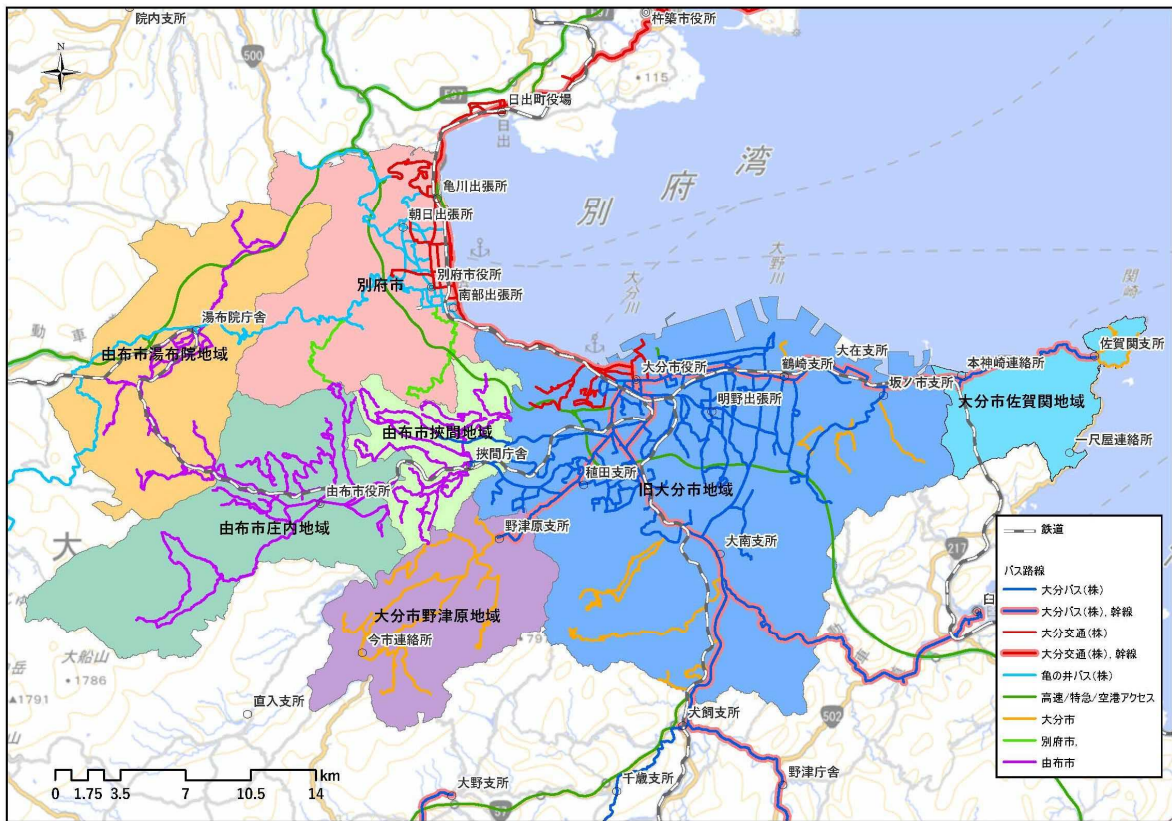 院内支所
杵築市役所
N
500
E97
・115
日出町役場
日出
亀川出張所
朝日出張所
別府湾
別府市役所
別府市
南部出張所
大分川
大野川
関崎
動車
湯布院庁舎
由布市湯布院地域
大分市役所
鶴崎支所
大在支所
本神崎連絡所
佐賀関支所
坂ノ市支所
明野出張所
大分市佐賀関地域
由布市挾間地域
挾間庁舎
一尺屋連絡所
稙田支所
旧大分市地域
由布市役所
由布市庄内地域
野津原支所
大南支所
大
大分市野津原地域
今市連絡所
大船山
・1786
▲1791
直入支所
217
臼
502
犬飼支所
野津庁舎
千歳支所
大野支所
57
km
0 1.75 3.5 7 10.5 14
鉄道
バス路線
大分バス(株)
大分バス(株), 幹線
大分交通(株)
大分交通(株), 幹線
亀の井バス(株)
高速/特急/空港アクセス
大分市
別府市,
由布市